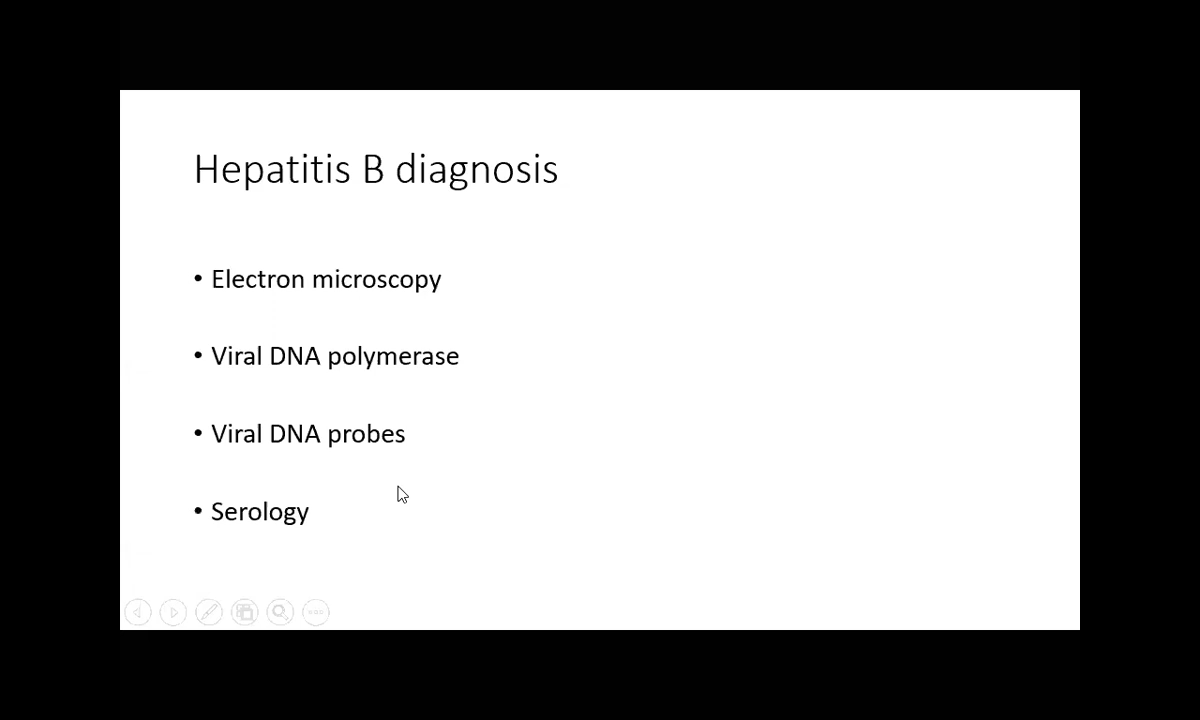 Hepatitis B diagnosis
• Electron microscopy
• Viral DNA polymerase
• Viral DNA probes
• Serology